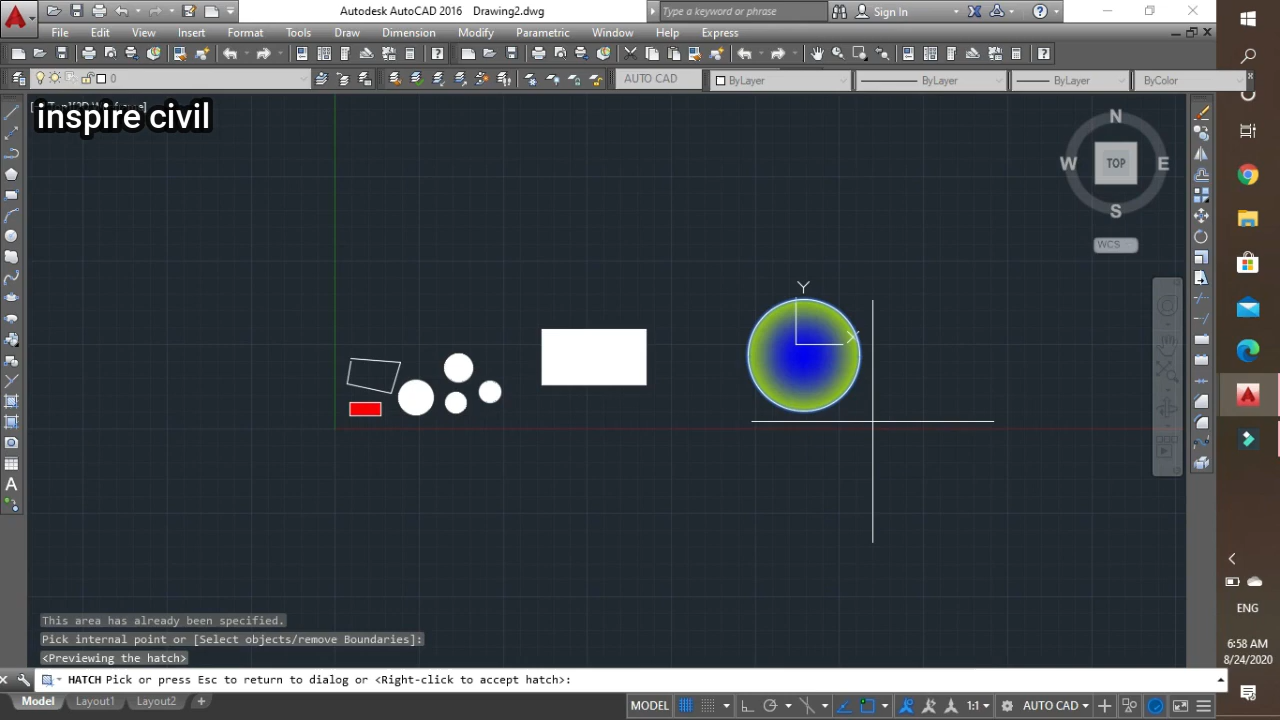 Autodesk AutoCAD 2016 Drawing2.dwg
Type a keyword or phrase
Sign In
File Edit View Insert Format Tools Draw Dimension Modify Parametric Window Help Express
0
AUTO CAD
ByLayer
ByLayer
ByLayer
ByColor
inspire civil
N
W TOP E
S
WCS
Y
X
This area has already been specified.
Pick internal point or [Select objects/remove Boundaries]:
<Previewing the hatch>
HATCH Pick or press Esc to return to dialog or <Right-click to accept hatch>:
Model Layout1 Layout2 +
MODEL
1:1
AUTO CAD
A
ENG
6:58 AM
8/24/2020